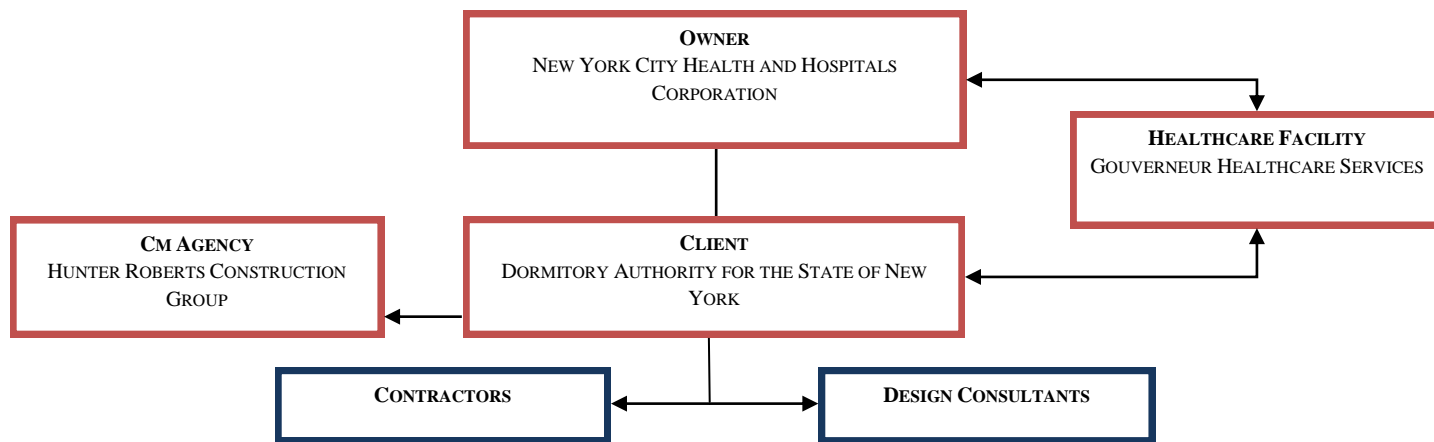 OWNER
NEW YORK CITY HEALTH AND HOSPITALS
CORPORATION
HEALTHCARE FACILITY
GOUVERNEUR HEALTHCARE SERVICES
CM AGENCY
HUNTER ROBERTS CONSTRUCTION
GROUP
CLIENT
DORMITORY AUTHORITY FOR THE STATE OF NEW
YORK
CONTRACTORS
DESIGN CONSULTANTS